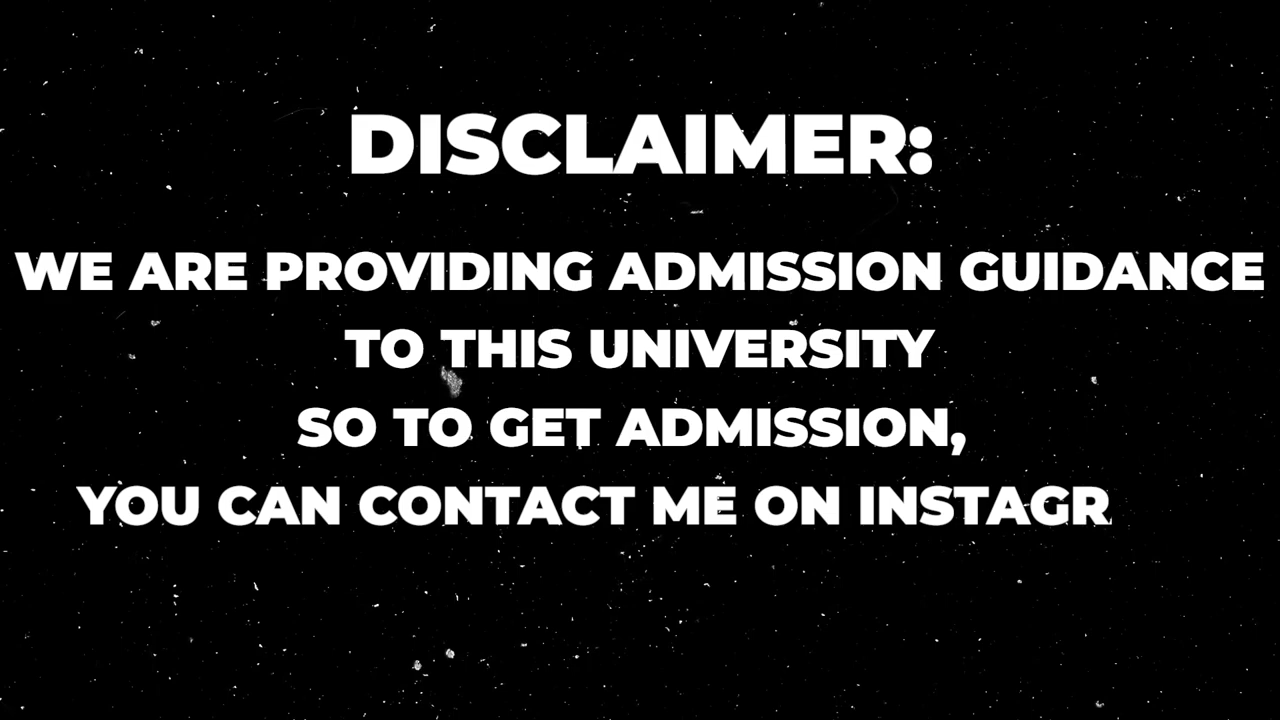 DISCLAIMER:
WE ARE PROVIDING ADMISSION GUIDANCE
TO THIS UNIVERSITY
SO TO GET ADMISSION,
YOU CAN CONTACT ME ON INSTAGR